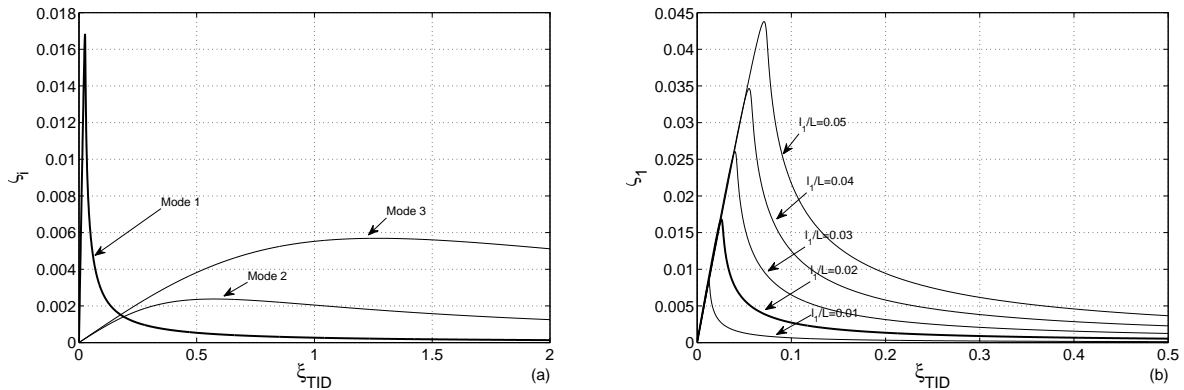 0.018
0.016
0.014
0.012
0.01
0.008
0.006
0.004
0.002
0
0 0.5 1 1.5 2
ζi
ξTID
(a)
Mode 1
Mode 3
Mode 2
0.045
0.04
0.035
0.03
0.025
0.02
0.015
0.01
0.005
0
0 0.1 0.2 0.3 0.4 0.5
ζ1
ξTID
(b)
l1/L=0.05
l1/L=0.04
l1/L=0.03
l1/L=0.02
l1/L=0.01